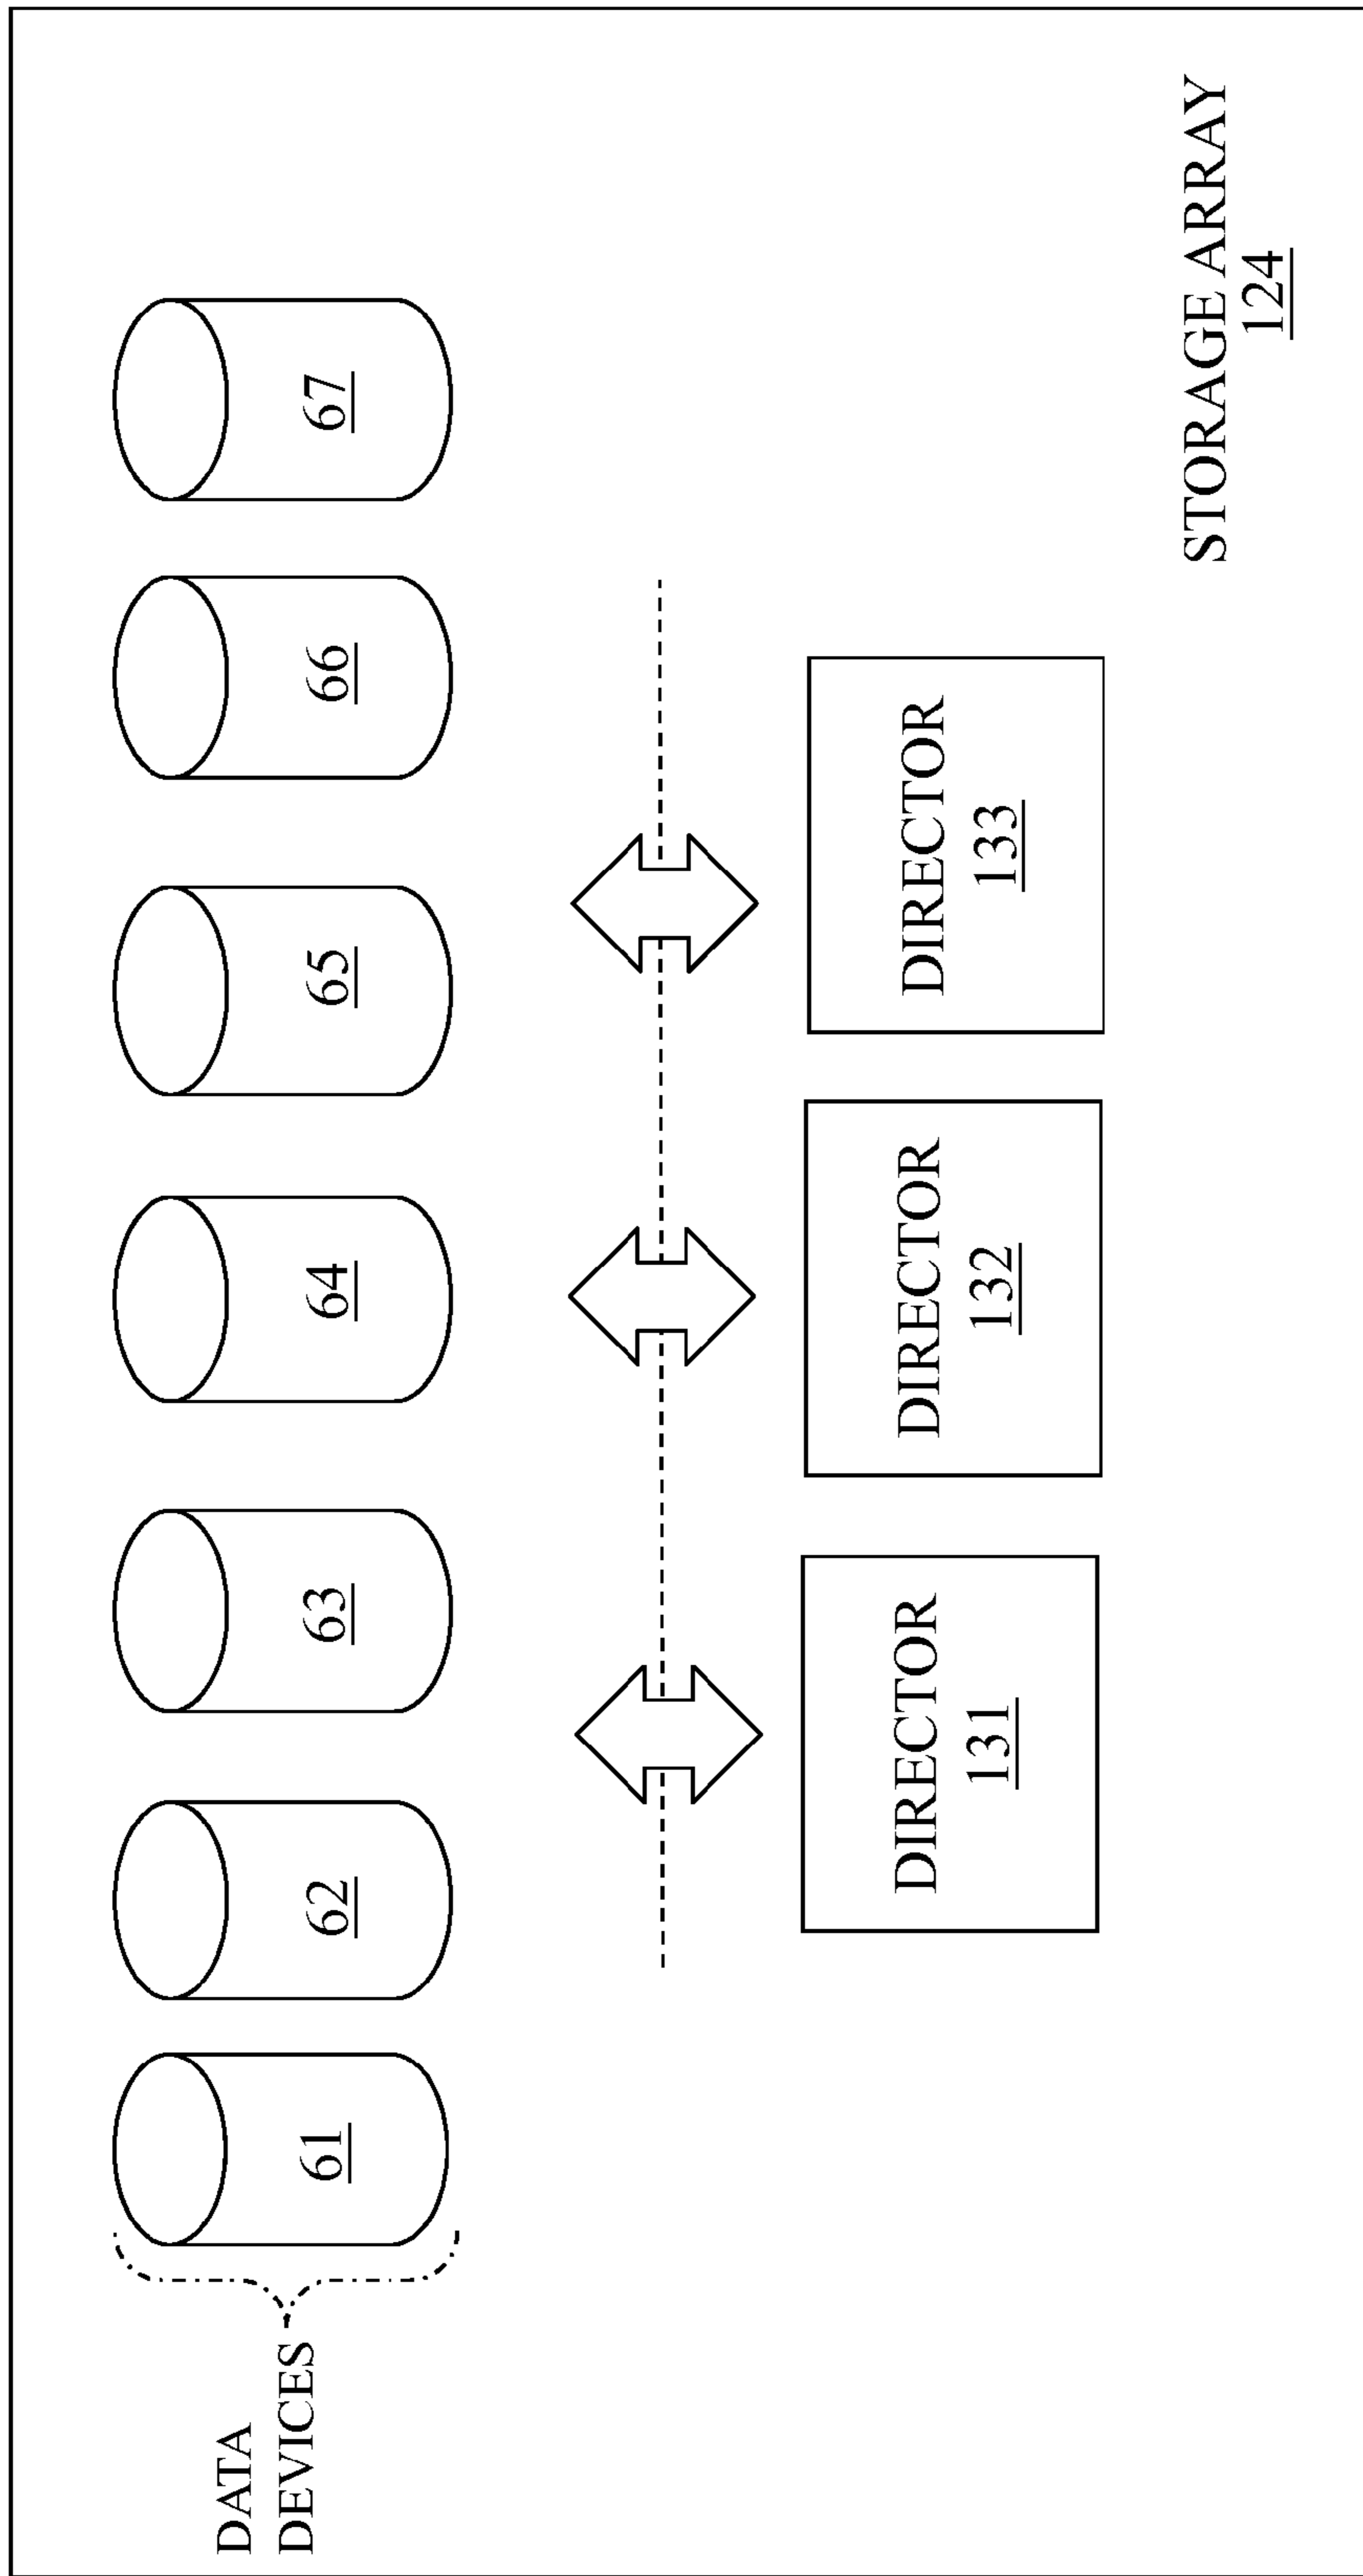 DATA
DEVICES
61
62
63
64
65
66
67
DIRECTOR
131
DIRECTOR
132
DIRECTOR
133
STORAGE ARRAY
124